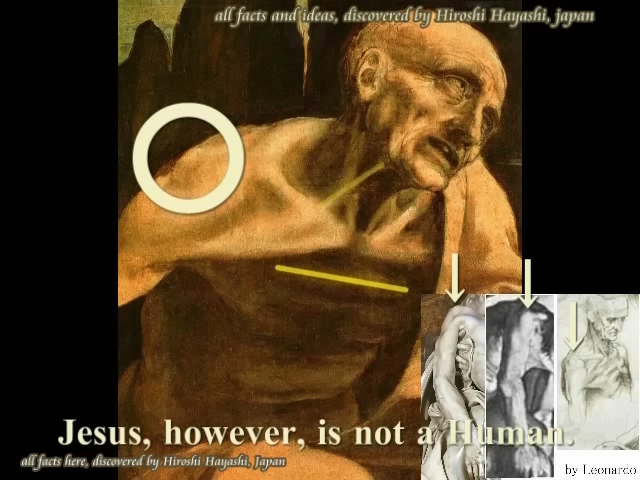 all facts and ideas, discovered by Hiroshi Hayashi, japan
Jesus, however, is not a Human.
all facts here, discovered by Hiroshi Hayashi, Japan
by Leonardo